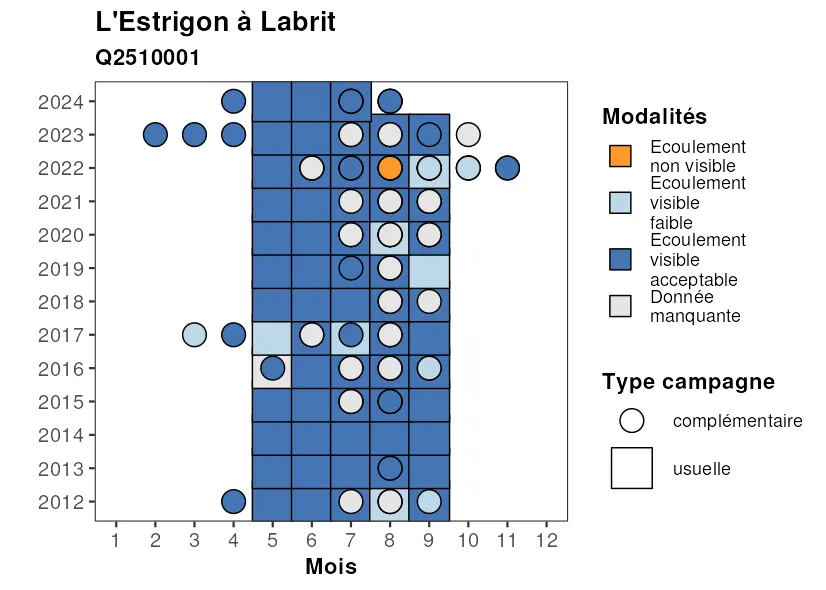 L'Estrigon à Labrit
Q2510001
2024
2023
2022
2021
2020
2019
2018
2017
2016
2015
2014
2013
2012
1 2 3 4 5 6 7 8 9 10 11 12
Mois
Modalités
Ecoulement
non visible
Ecoulement
visible
faible
Ecoulement
visible
acceptable
Donnée
manquante
Type campagne
complémentaire
usuelle